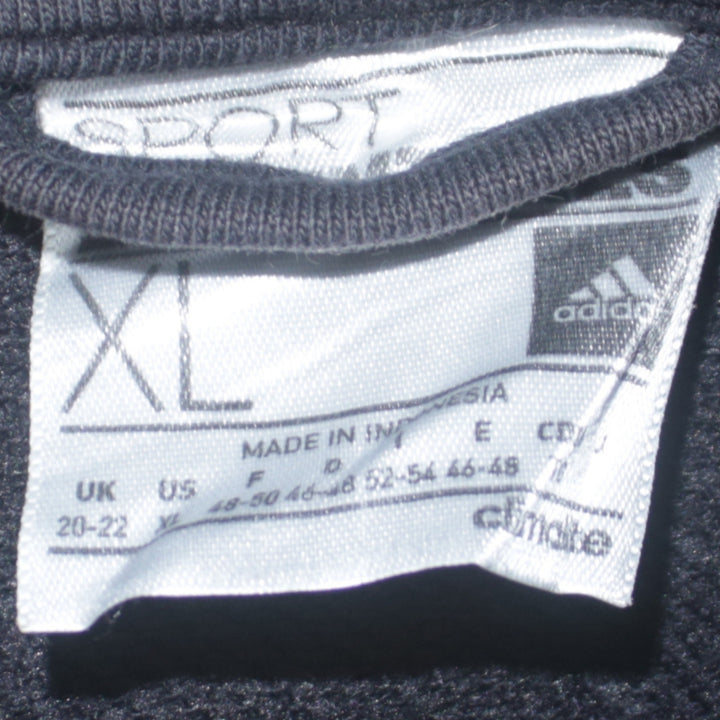 SPORT
XL
adidas
MADE IN INDONESIA
UK US F D I E
20-22 XL 48-50 46-48 52-54 46-48
climalite